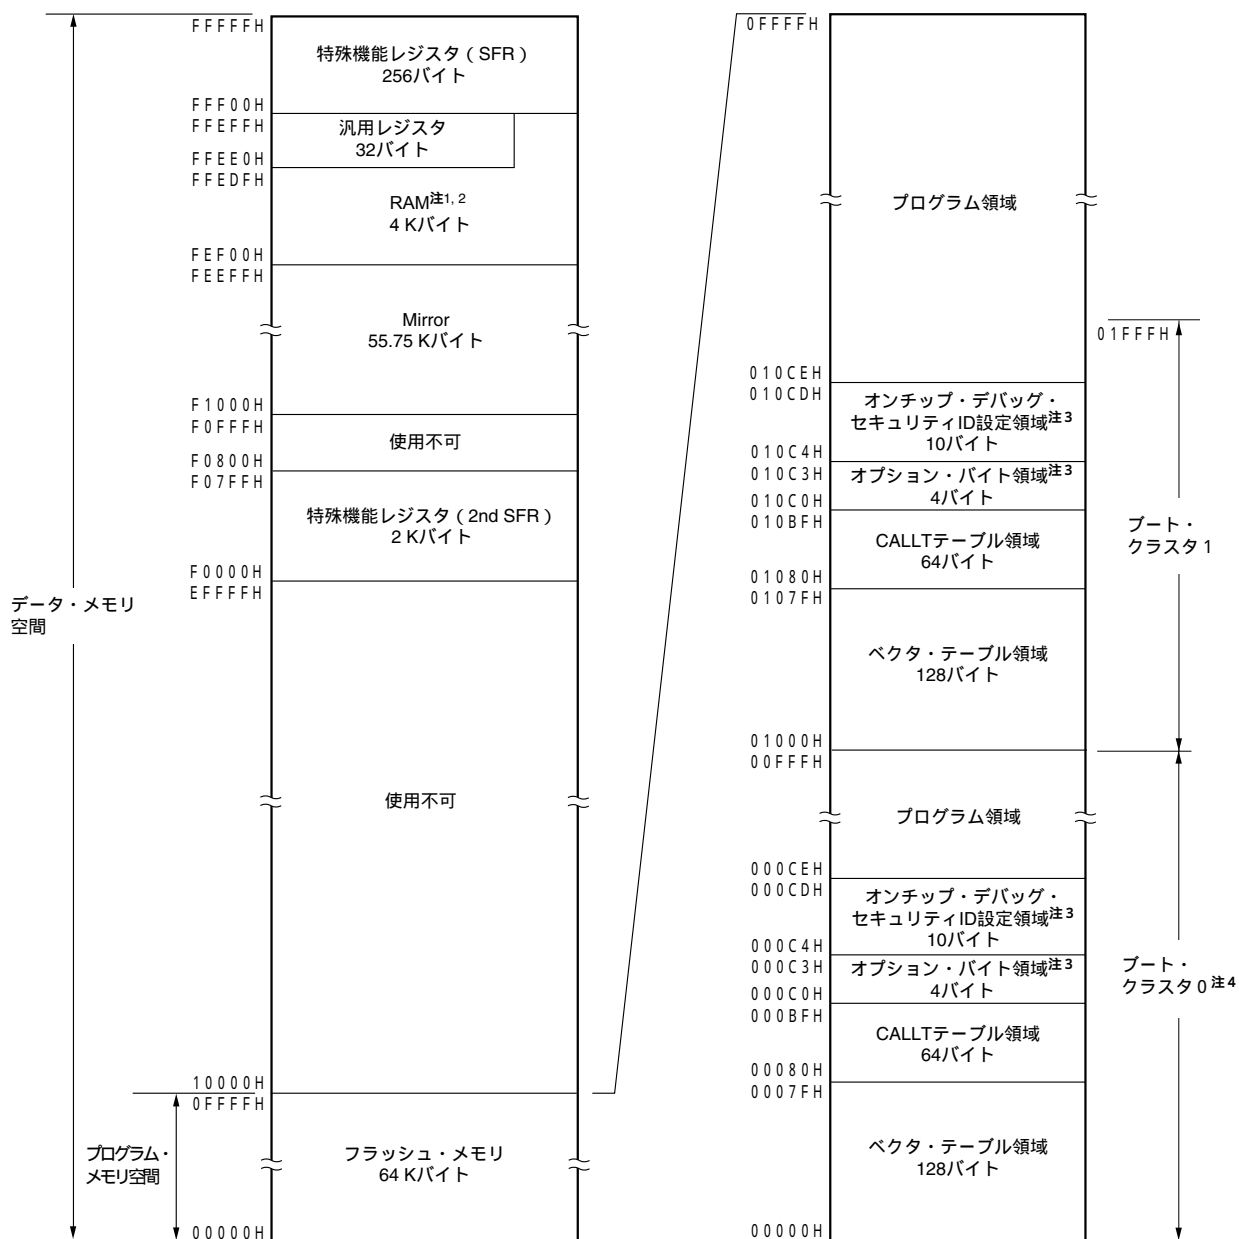 FFFFFH
特殊機能レジスタ（SFR）
256バイト
FFF00H
FFEFFH
汎用レジスタ
32バイト
FFEE0H
FFEDFH
RAM注1, 2
4 Kバイト
FEF00H
FEEFFH
Mirror
55.75 Kバイト
F1000H
F0FFFH
使用不可
F0800H
F07FFH
特殊機能レジスタ（2nd SFR）
2 Kバイト
F0000H
EFFFFH
データ・メモリ
空間
使用不可
10000H
0FFFFH
プログラム・
メモリ空間
フラッシュ・メモリ
64 Kバイト
00000H
0FFFFH
プログラム領域
01FFFH
010CEH
010CDH
オンチップ・デバッグ・
セキュリティID設定領域注3
10バイト
010C4H
010C3H
オプション・バイト領域注3
4バイト
010C0H
010BFH
CALLTテーブル領域
64バイト
ブート・
クラスタ1
01080H
0107FH
ベクタ・テーブル領域
128バイト
01000H
00FFFH
プログラム領域
000CEH
000CDH
オンチップ・デバッグ・
セキュリティID設定領域注3
10バイト
000C4H
000C3H
オプション・バイト領域注3
4バイト
ブート・
クラスタ0注4
000C0H
000BFH
CALLTテーブル領域
64バイト
00080H
0007FH
ベクタ・テーブル領域
128バイト
00000H